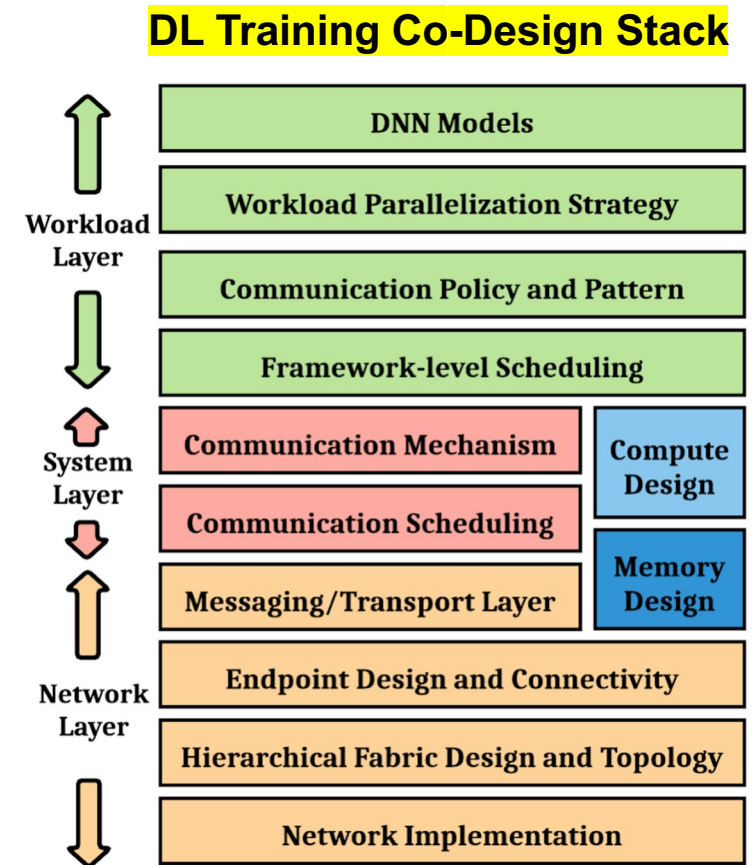 DL Training Co-Design Stack
DNN Models
Workload Parallelization Strategy
Workload
Layer
Communication Policy and Pattern
Framework-level Scheduling
Communication Mechanism
Compute
Design
System
Layer
Communication Scheduling
Memory
Design
Messaging/Transport Layer
Endpoint Design and Connectivity
Network
Layer
Hierarchical Fabric Design and Topology
Network Implementation